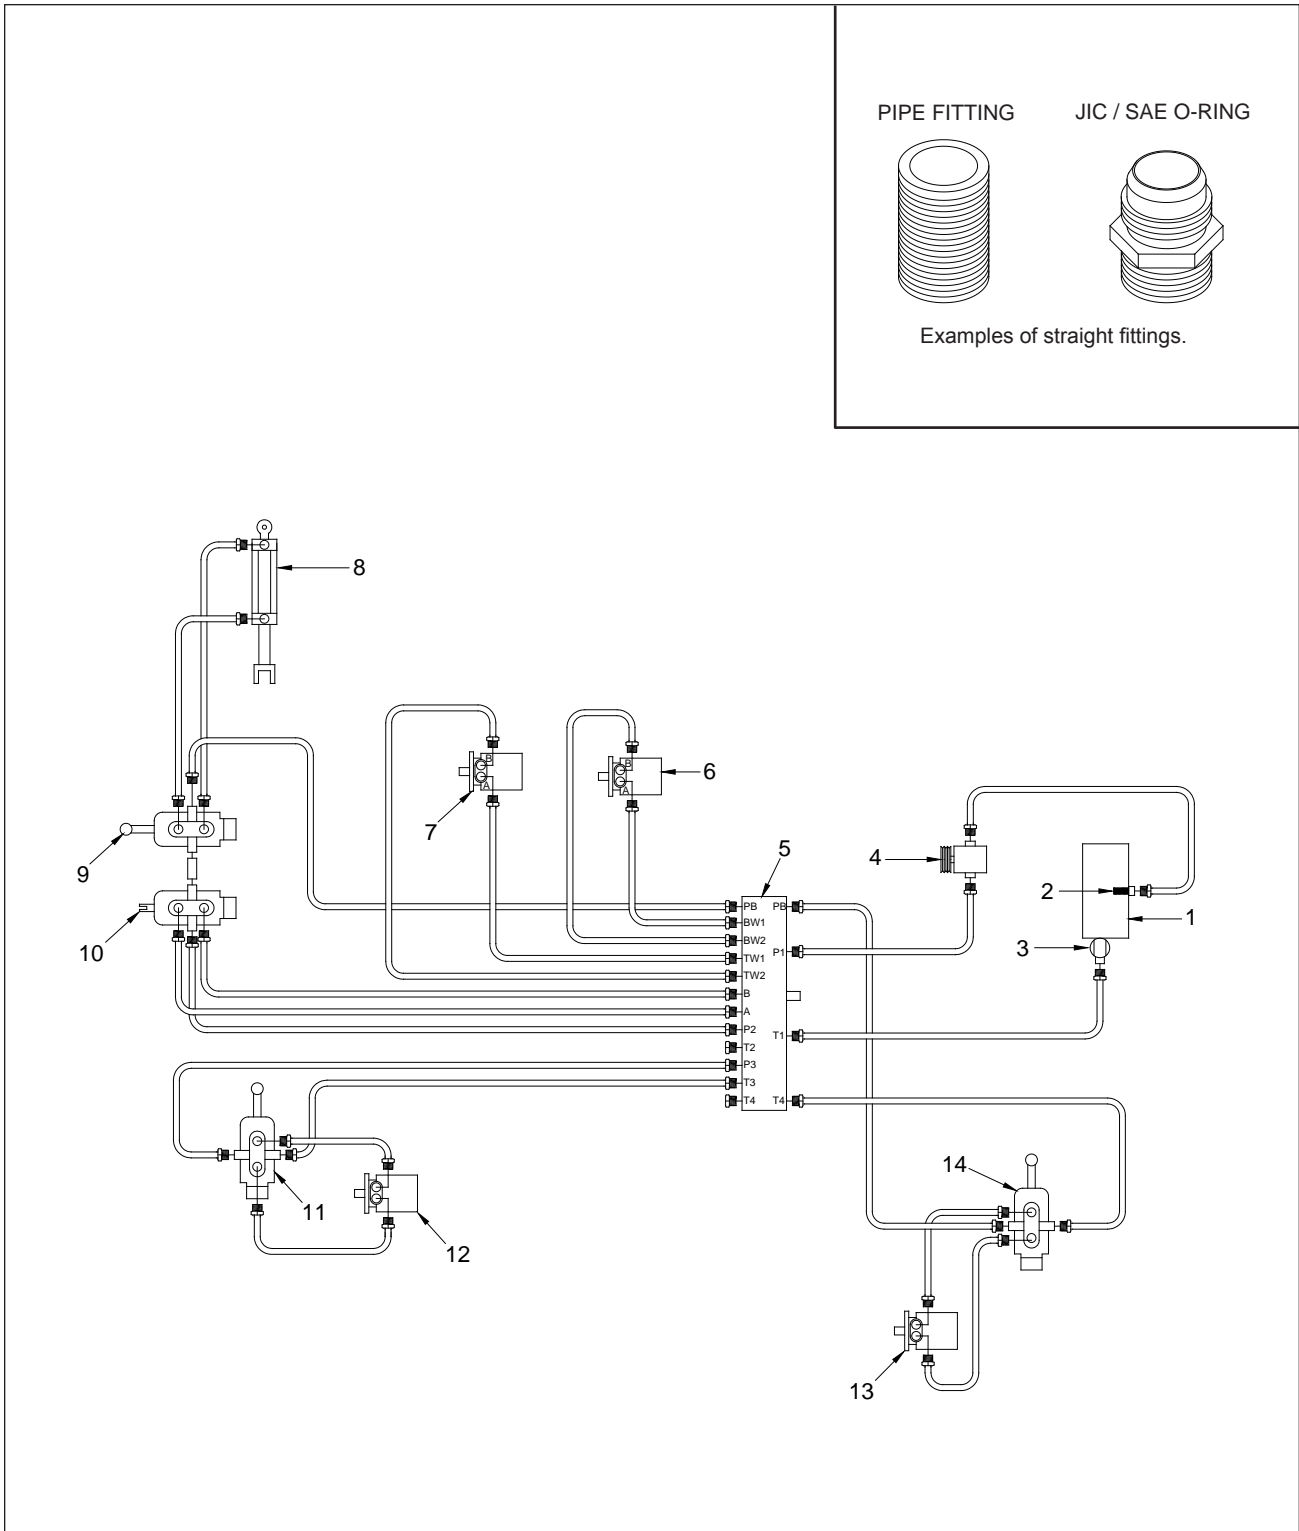 PIPE FITTING JIC / SAE O-RING
Examples of straight fittings.
8
B
A
7
B
A
6
9
10
5
4
2
1
3
PB PB
BW1
BW2
P1
TW1
TW2
B
A
P2
T1
T2
P3
T3
T4 T4
11
12
14
13